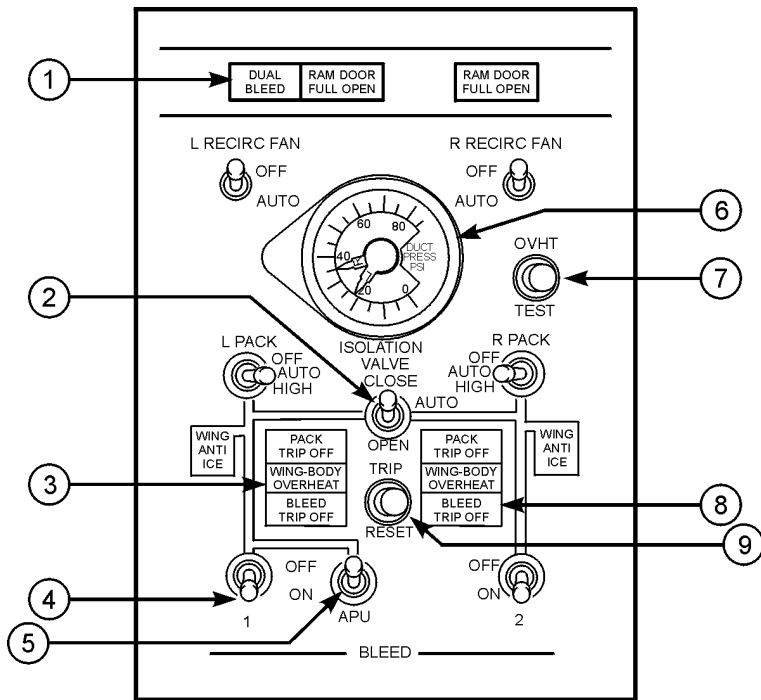 1
DUAL BLEED
RAM DOOR FULL OPEN
RAM DOOR FULL OPEN
L RECIRC FAN
OFF
AUTO
R RECIRC FAN
OFF
AUTO
80
60
40
20
0
DUCT
PRESS
PSI
6
OVHT
TEST
7
2
L PACK
OFF
AUTO
HIGH
ISOLATION
VALVE
CLOSE
AUTO
OPEN
R PACK
OFF
AUTO
HIGH
WING
ANTI
ICE
PACK
TRIP OFF
WING-BODY
OVERHEAT
BLEED
TRIP OFF
3
TRIP
RESET
PACK
TRIP OFF
WING-BODY
OVERHEAT
BLEED
TRIP OFF
WING
ANTI
ICE
8
9
4
5
OFF
ON
1
APU
OFF
ON
2
BLEED